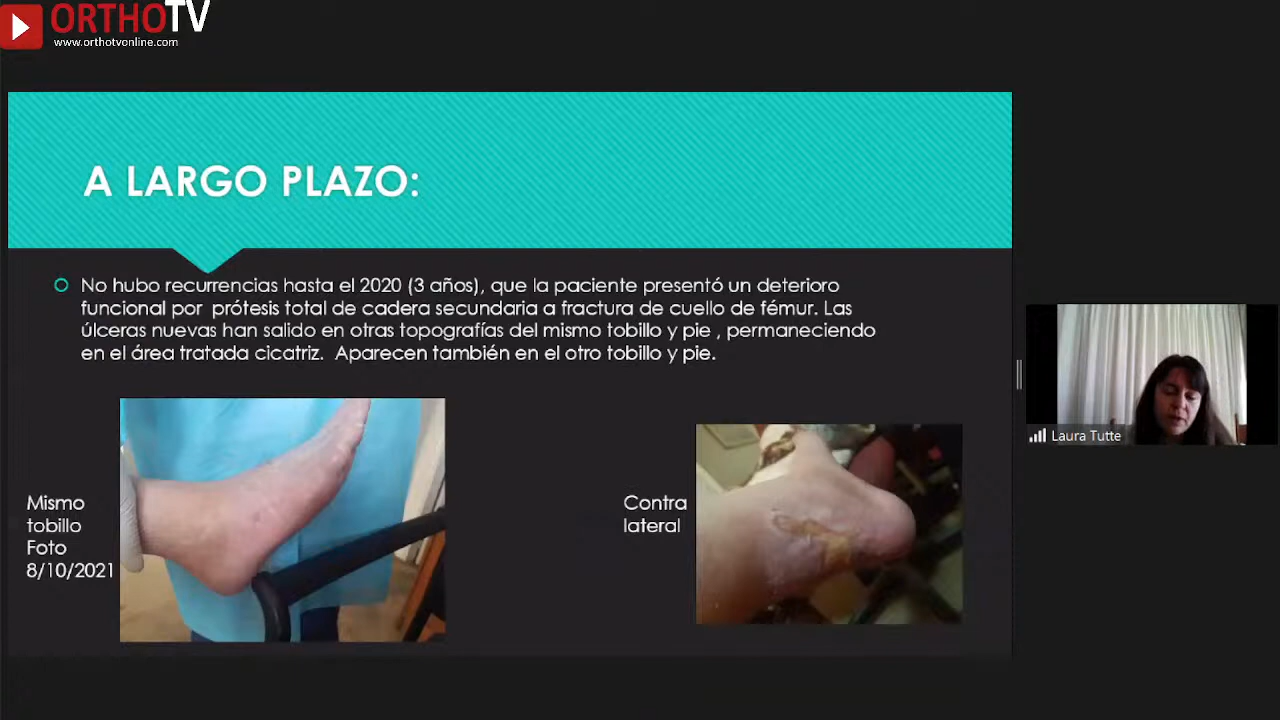 ORTHOTV
www.orthotvonline.com
A LARGO PLAZO:
No hubo recurrencias hasta el 2020 (3 años), que la paciente presentó un deterioro
funcional por prótesis total de cadera secundaria a fractura de cuello de fémur. Las
úlceras nuevas han salido en otras topografías del mismo tobillo y pie , permaneciendo
en el área tratada cicatriz. Aparecen también en el otro tobillo y pie.
Mismo
tobillo
Foto
8/10/2021
Contra
lateral
Laura Tutte